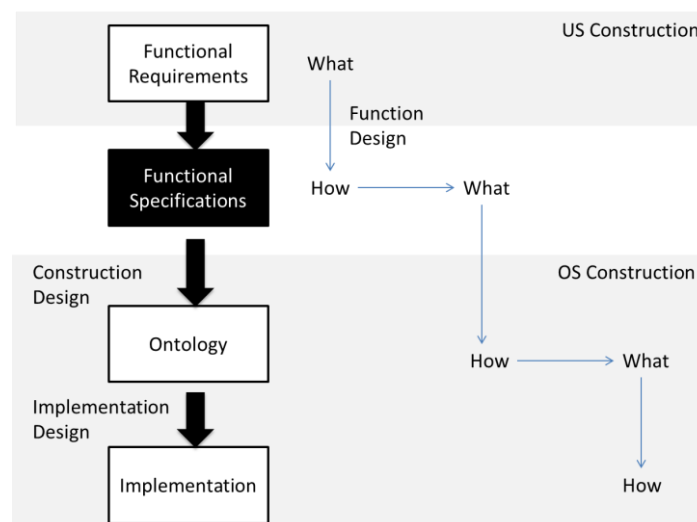 US Construction
Functional
Requirements
What
Function
Design
Functional
Specifications
How
What
Construction
Design
OS Construction
Ontology
How
What
Implementation
Design
Implementation
How